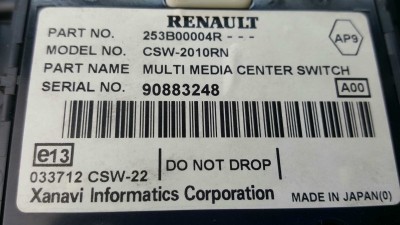 RENAULT
PART NO. 253B00004R - - -
AP9
MODEL NO. CSW-2010RN
PART NAME MULTI MEDIA CENTER SWITCH
SERIAL NO. 90883248
A00
e13
DO NOT DROP
033712 CSW-22
Xanavi Informatics Corporation MADE IN JAPAN(0)